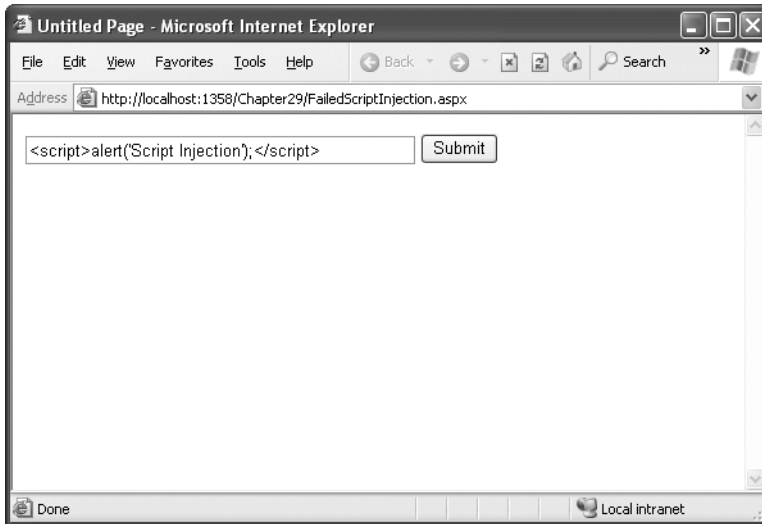 Untitled Page - Microsoft Internet Explorer
File Edit View Favorites Tools Help Back Search »
Address http://localhost:1358/Chapter29/FailedScriptInjection.aspx
<script>alert('Script Injection');</script> Submit
Done Local intranet